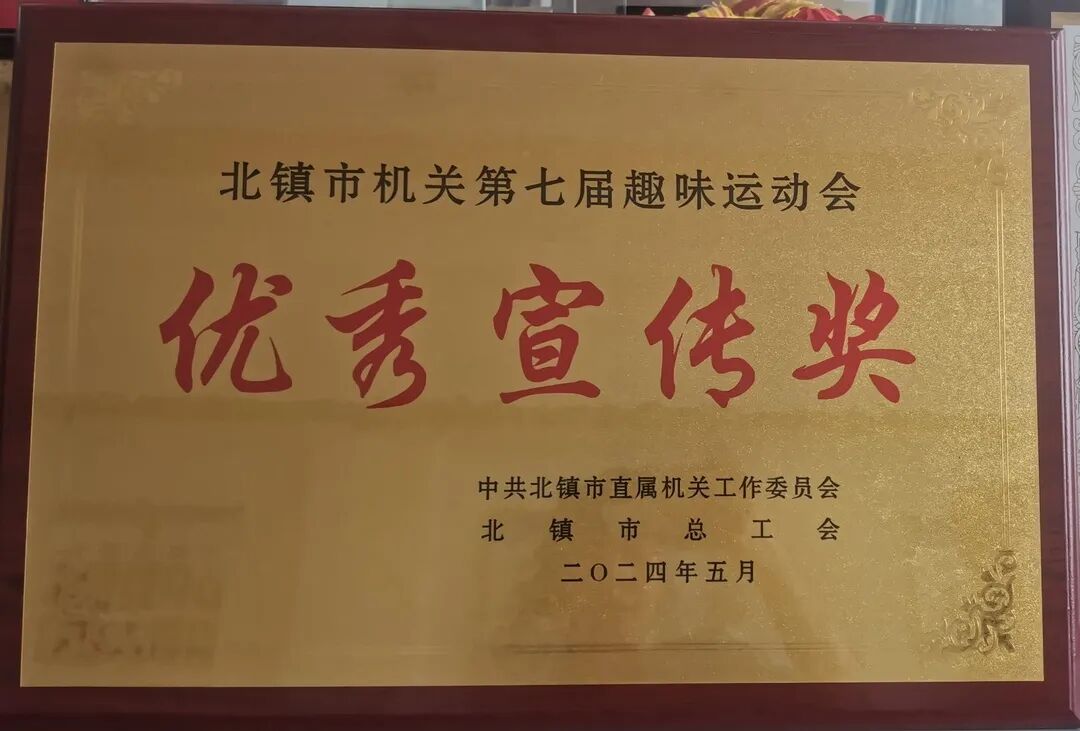 北镇市机关第七届趣味运动会
优秀宣传奖
中共北镇市直属机关工作委员会
北镇市总工会
二〇二四年五月